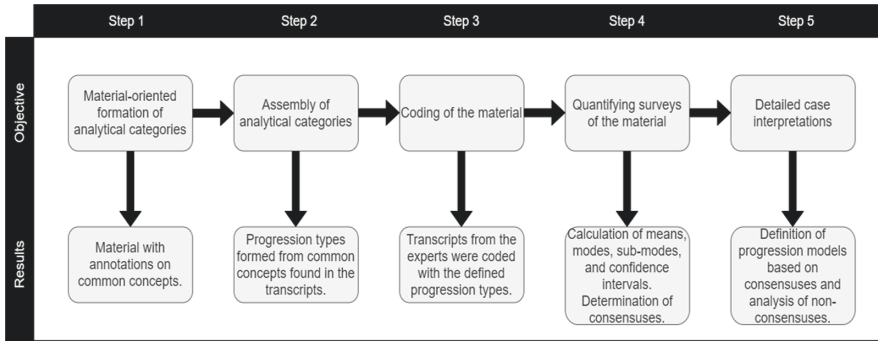 Step 1
Step 2
Step 3
Step 4
Step 5
Objective
Material-oriented
formation of
analytical categories
Assembly of
analytical categories
Coding of the material
Quantifying surveys
of the material
Detailed case
interpretations
Results
Material with
annotations on
common concepts.
Progression types
formed from common
concepts found in the
transcripts.
Transcripts from the
experts were coded
with the defined
progression types.
Calculation of means,
modes, sub-modes,
and confidence
intervals.
Determination of
consensuses.
Definition of
progression models
based on
consensuses and
analysis of non-
consensuses.